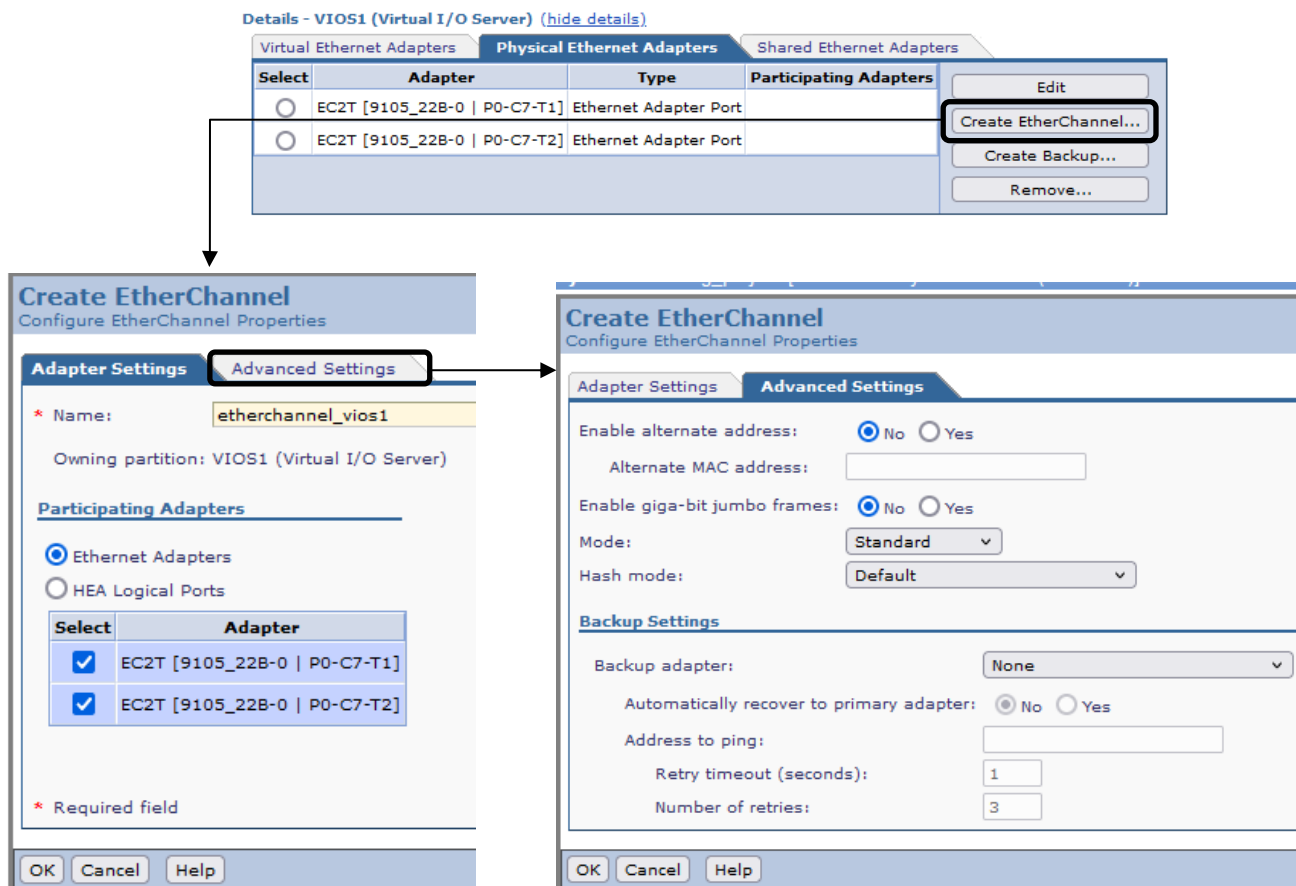 Details - VIOS1 (Virtual I/O Server) (hide details)
Virtual Ethernet Adapters Physical Ethernet Adapters Shared Ethernet Adapters
Select Adapter Type Participating Adapters
EC2T [9105_22B-0 | P0-C7-T1] Ethernet Adapter Port
EC2T [9105_22B-0 | P0-C7-T2] Ethernet Adapter Port
Edit
Create EtherChannel...
Create Backup...
Remove...
Create EtherChannel
Configure EtherChannel Properties
Adapter Settings Advanced Settings
* Name: etherchannel_vios1
Owning partition: VIOS1 (Virtual I/O Server)
Participating Adapters
Ethernet Adapters
HEA Logical Ports
Select Adapter
EC2T [9105_22B-0 | P0-C7-T1]
EC2T [9105_22B-0 | P0-C7-T2]
* Required field
OK Cancel Help
Create EtherChannel
Configure EtherChannel Properties
Adapter Settings Advanced Settings
Enable alternate address: No Yes
Alternate MAC address:
Enable giga-bit jumbo frames: No Yes
Mode: Standard
Hash mode: Default
Backup Settings
Backup adapter: None
Automatically recover to primary adapter: No Yes
Address to ping:
Retry timeout (seconds): 1
Number of retries: 3
OK Cancel Help